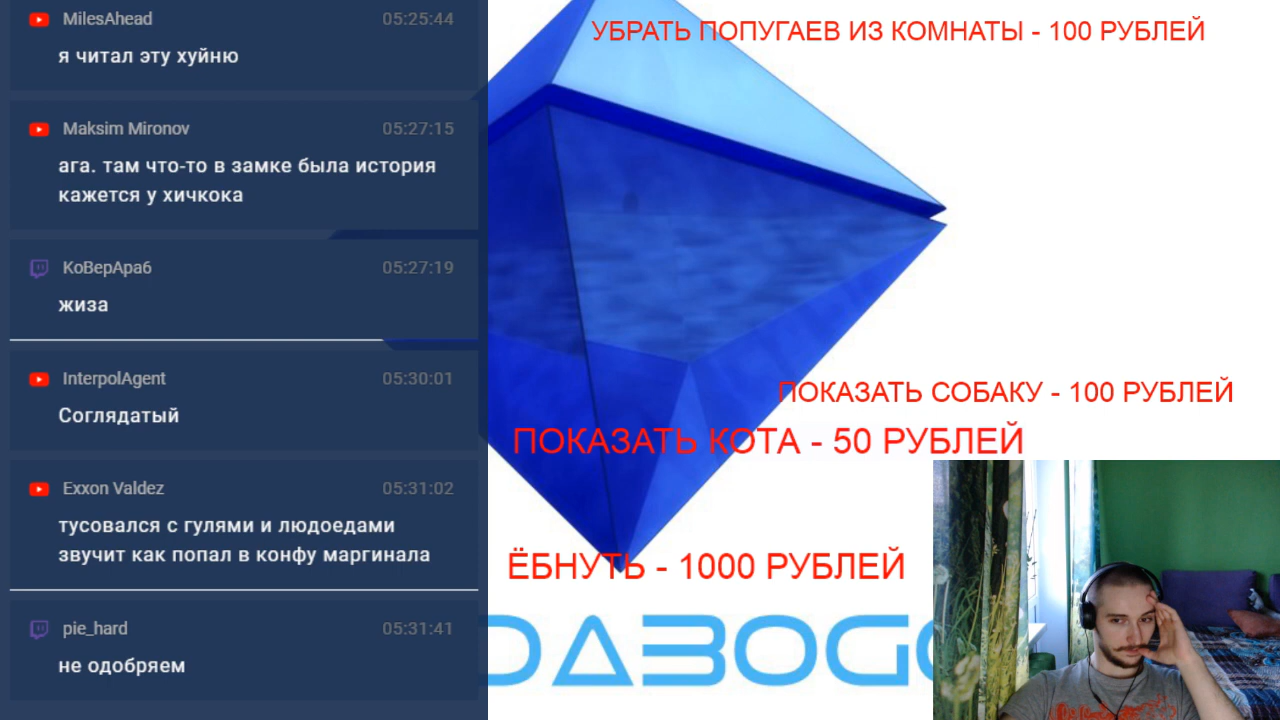 MilesAhead 05:25:44
я читал эту хуйню
Maksim Mironov 05:27:15
ага. там что-то в замке была история
кажется у хичкока
KoBepApa6 05:27:19
жиза
InterpolAgent 05:30:01
Соглядатый
Exxon Valdez 05:31:02
тусовался с гулями и людоедами
звучит как попал в конфу маргинала
pie_hard 05:31:41
не одобряем
УБРАТЬ ПОПУГАЕВ ИЗ КОМНАТЫ - 100 РУБЛЕЙ
ПОКАЗАТЬ СОБАКУ - 100 РУБЛЕЙ
ПОКАЗАТЬ КОТА - 50 РУБЛЕЙ
ЁБНУТЬ - 1000 РУБЛЕЙ